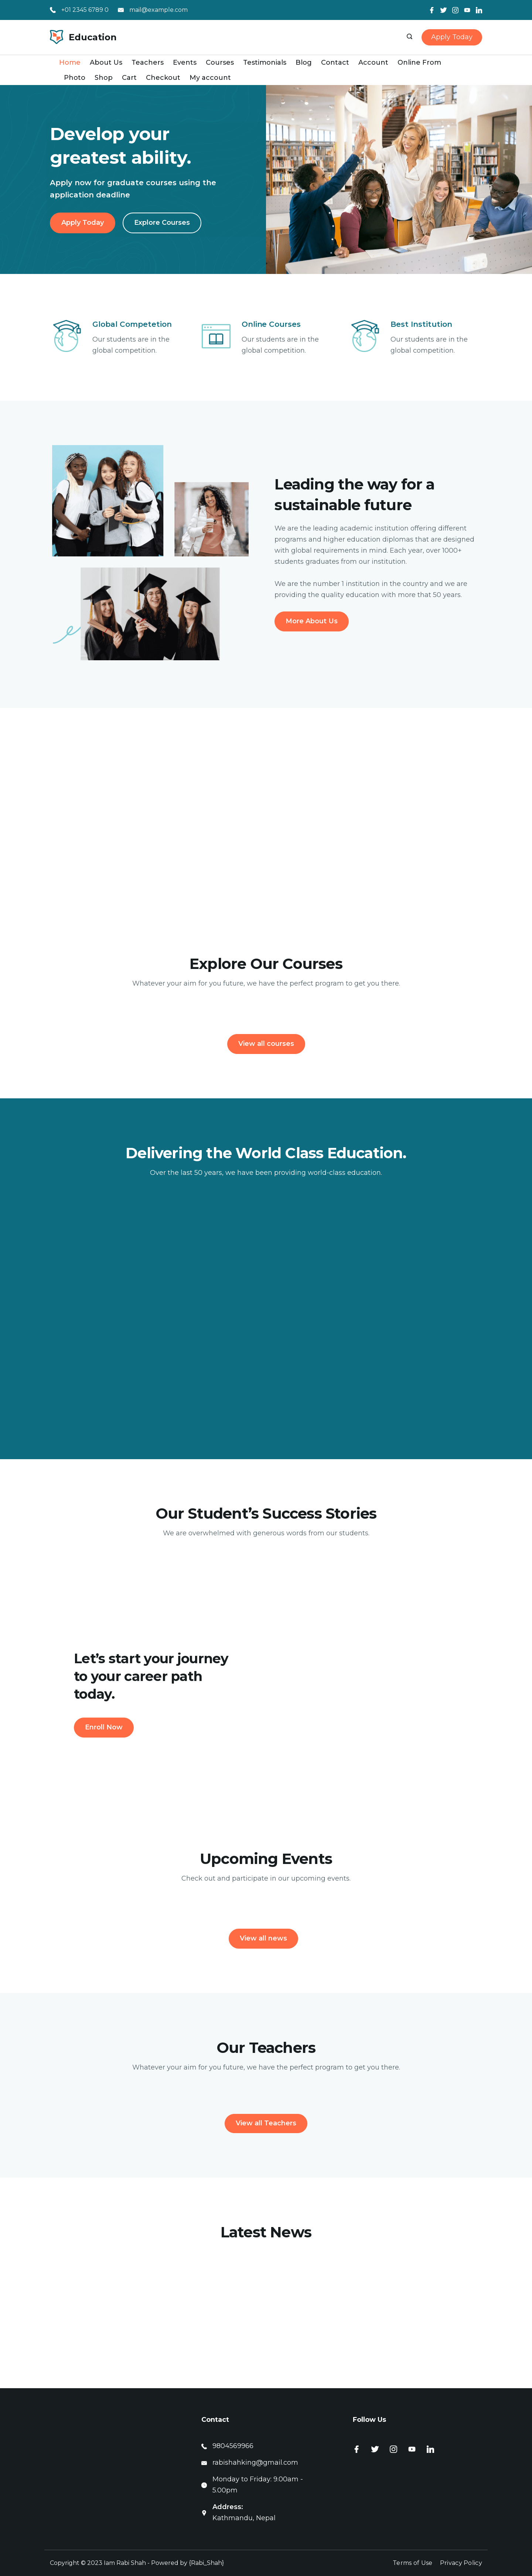 +01 2345 6789 0 mail@example.com
Education
Apply Today
Home About Us Teachers Events Courses Testimonials Blog Contact Account Online From
Photo Shop Cart Checkout My account
Develop your
greatest ability.
Apply now for graduate courses using the
application deadline
Apply Today Explore Courses
Global Competetion
Our students are in the
global competition.
Online Courses
Our students are in the
global competition.
Best Institution
Our students are in the
global competition.
Leading the way for a
sustainable future
We are the leading academic institution offering different
programs and higher education diplomas that are designed
with global requirements in mind. Each year, over 1000+
students graduates from our institution.
We are the number 1 institution in the country and we are
providing the quality education with more that 50 years.
More About Us
Explore Our Courses
Whatever your aim for you future, we have the perfect program to get you there.
View all courses
Delivering the World Class Education.
Over the last 50 years, we have been providing world-class education.
Our Student’s Success Stories
We are overwhelmed with generous words from our students.
Let’s start your journey
to your career path
today.
Enroll Now
Upcoming Events
Check out and participate in our upcoming events.
View all news
Our Teachers
Whatever your aim for you future, we have the perfect program to get you there.
View all Teachers
Latest News
Contact
9804569966
rabishahking@gmail.com
Monday to Friday: 9.00am -
5.00pm
Address:
Kathmandu, Nepal
Follow Us
Copyright © 2023 Iam Rabi Shah - Powered by {Rabi_Shah}
Terms of Use Privacy Policy